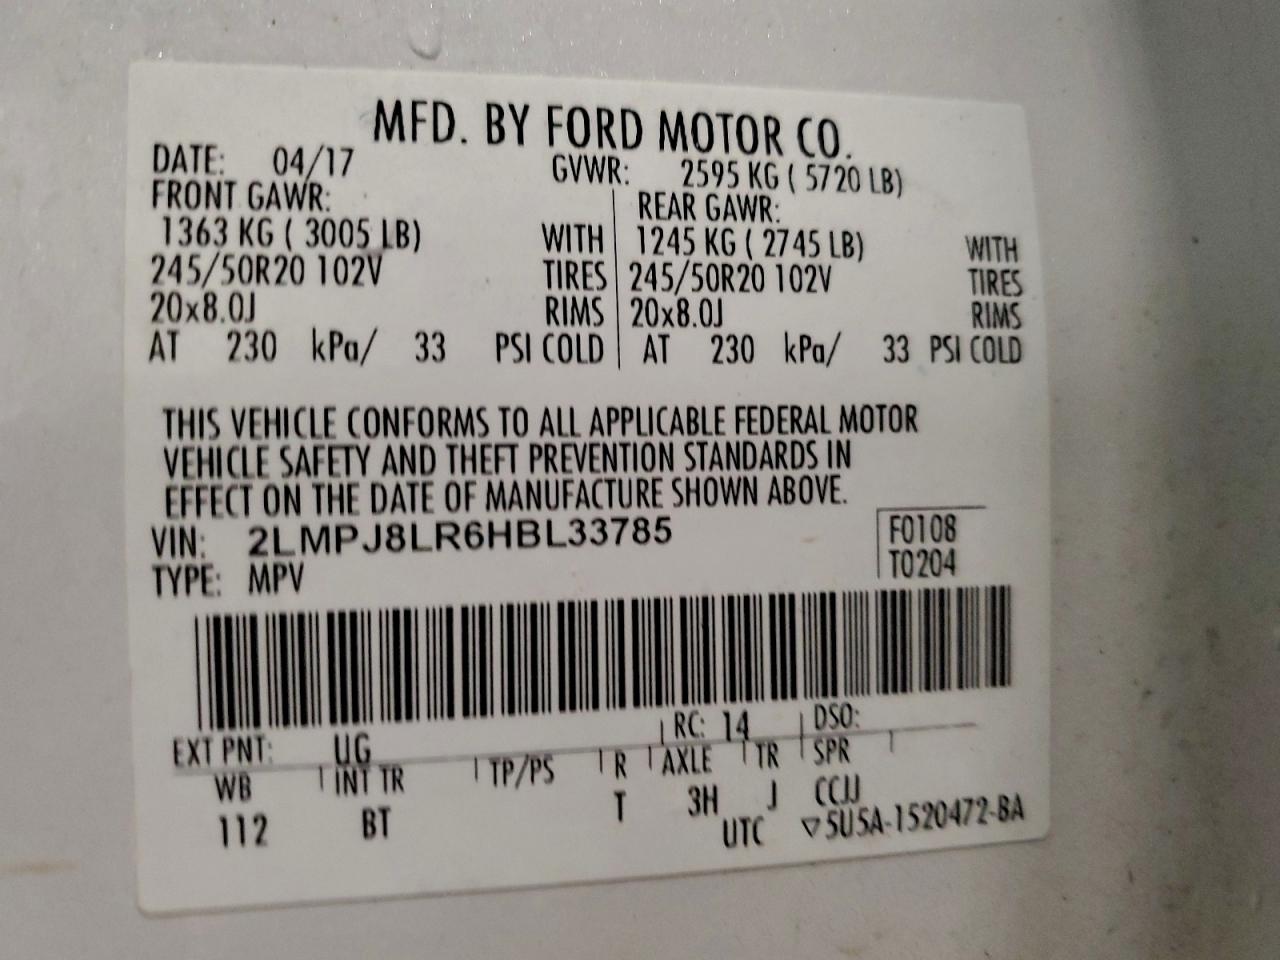 MFD. BY FORD MOTOR CO.
DATE: 04/17 GVWR: 2595 KG ( 5720 LB)
FRONT GAWR: REAR GAWR:
1363 KG ( 3005 LB) WITH 1245 KG ( 2745 LB) WITH
245/50R20 102V TIRES 245/50R20 102V TIRES
20x8.0J RIMS 20x8.0J RIMS
AT 230 kPa/ 33 PSI COLD AT 230 kPa/ 33 PSI COLD
THIS VEHICLE CONFORMS TO ALL APPLICABLE FEDERAL MOTOR
VEHICLE SAFETY AND THEFT PREVENTION STANDARDS IN
EFFECT ON THE DATE OF MANUFACTURE SHOWN ABOVE.
VIN: 2LMPJ8LR6HBL33785 F0108
TYPE: MPV T0204
EXT PNT: UG RC: 14 DSO:
WB INT TR TP/PS R AXLE TR SPR
112 BT T 3H J CCJJ
UTC ▽5U5A-1520472-BA